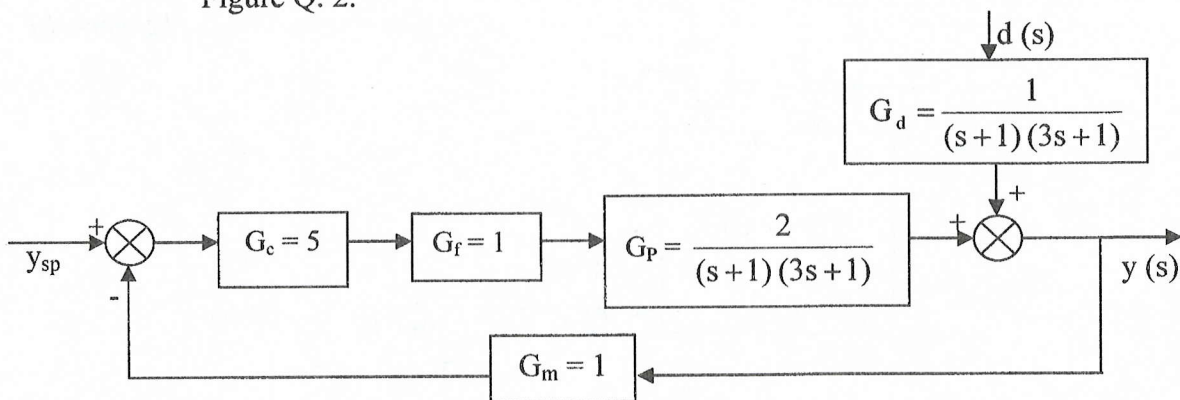 Figure Q. 2.
d (s)
G_d = 1 / ((s+1) (3s+1))
+
+
+
y_sp
-
G_c = 5
G_f = 1
G_P = 2 / ((s+1) (3s+1))
y (s)
G_m = 1